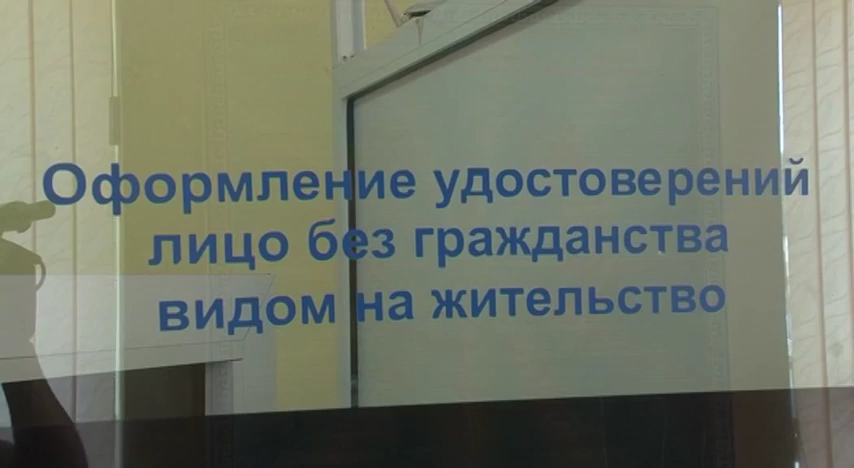 Оформление удостоверений
лицо без гражданства
видом на жительство